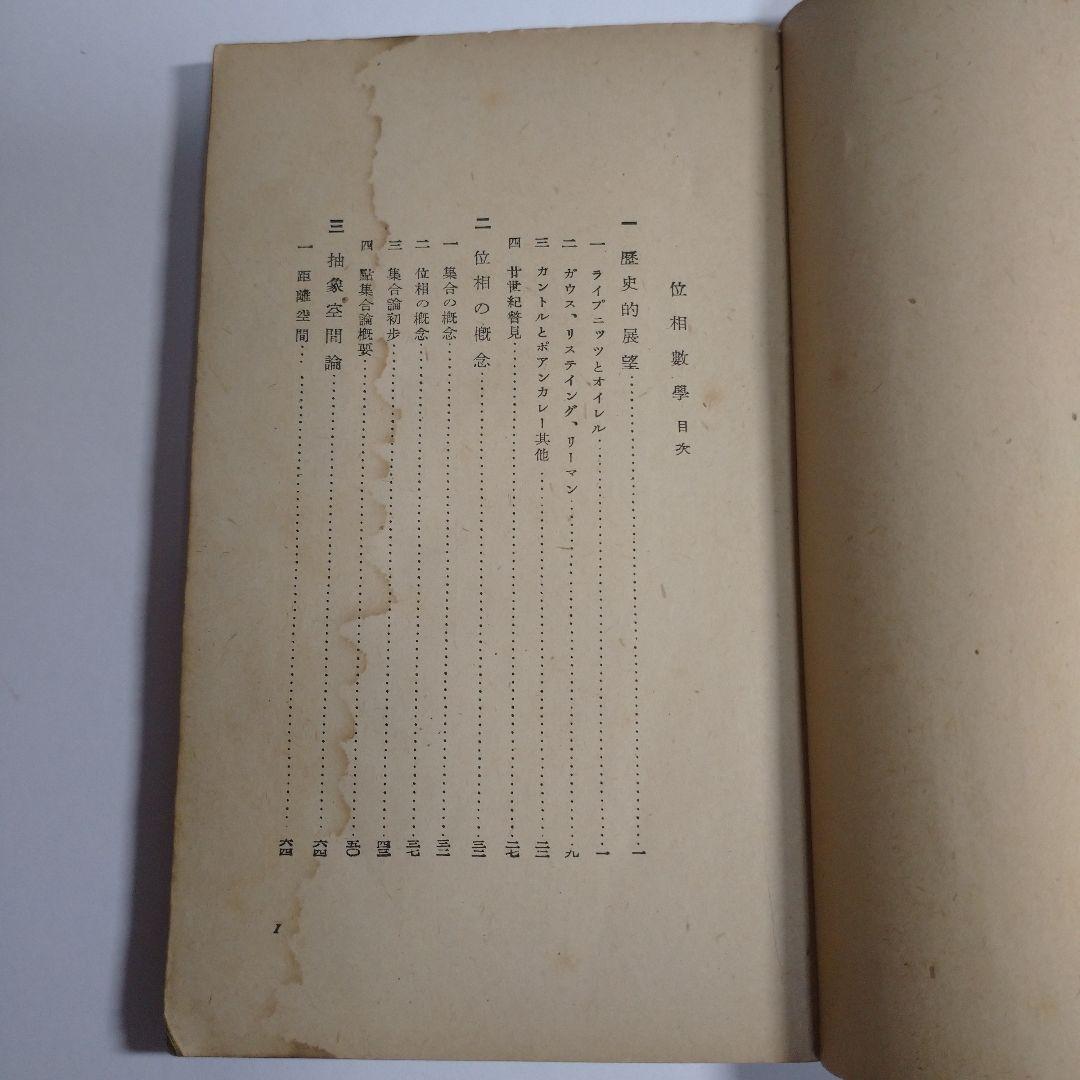 位相數學 目次
一 歷史的展望……一
一 ライプニッツとオイレル……一
二 ガウス、リスティング、リーマン……九
三 カントルとポアンカレー其他……二二
四 廿世紀瞥見……二七
二 位相の概念……三二
一 集合の概念……三二
二 位相の概念……三七
三 集合論初步……四三
四 點集合論概要……五〇
三 抽象空間論……六四
一 距離空間……六四
I